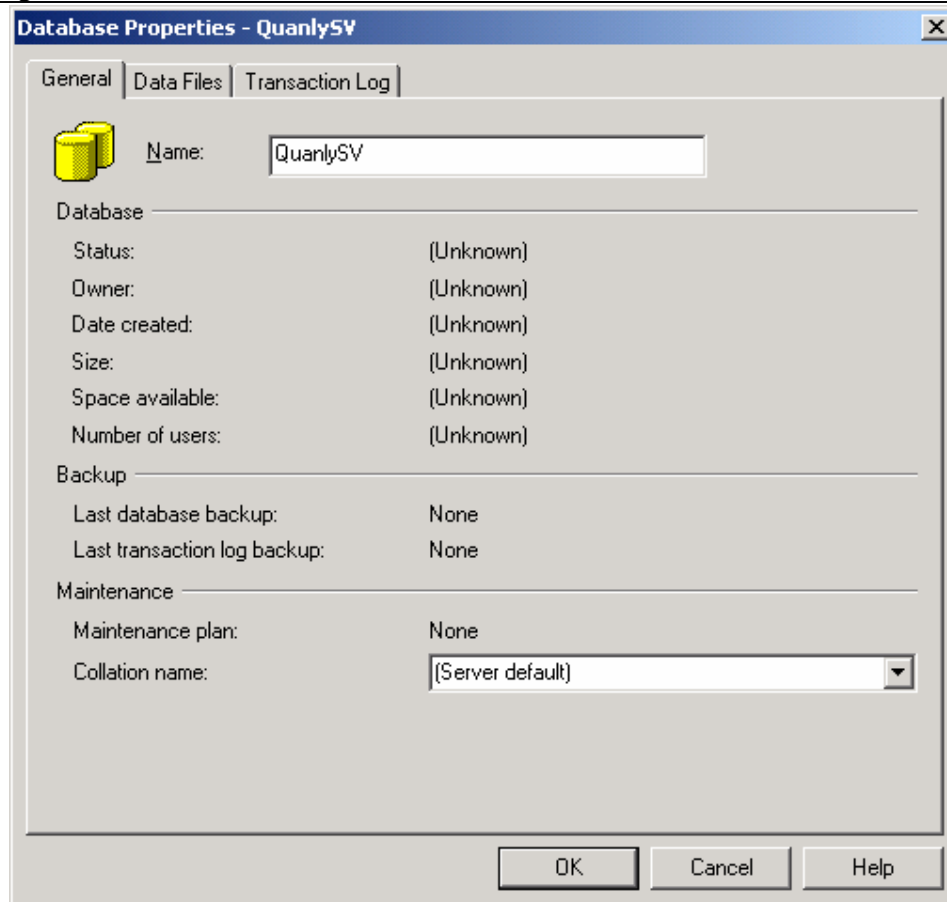 Database Properties - QuanlySV
General Data Files Transaction Log
Name: QuanlySV
Database
Status: (Unknown)
Owner: (Unknown)
Date created: (Unknown)
Size: (Unknown)
Space available: (Unknown)
Number of users: (Unknown)
Backup
Last database backup: None
Last transaction log backup: None
Maintenance
Maintenance plan: None
Collation name: (Server default)
OK Cancel Help